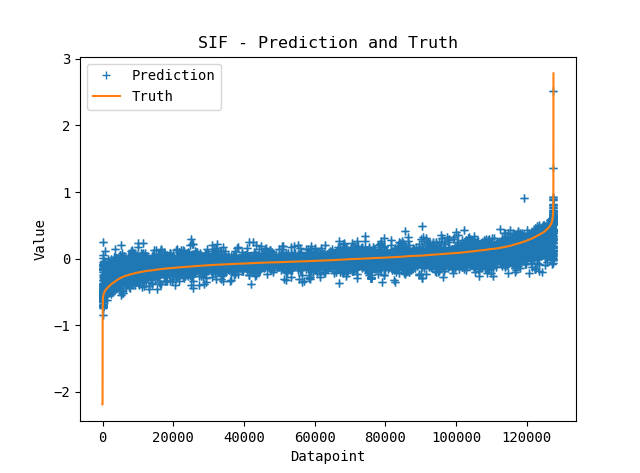 SIF - Prediction and Truth
Prediction
Truth
3
2
1
0
−1
−2
Value
0
20000
40000
60000
80000
100000
120000
Datapoint